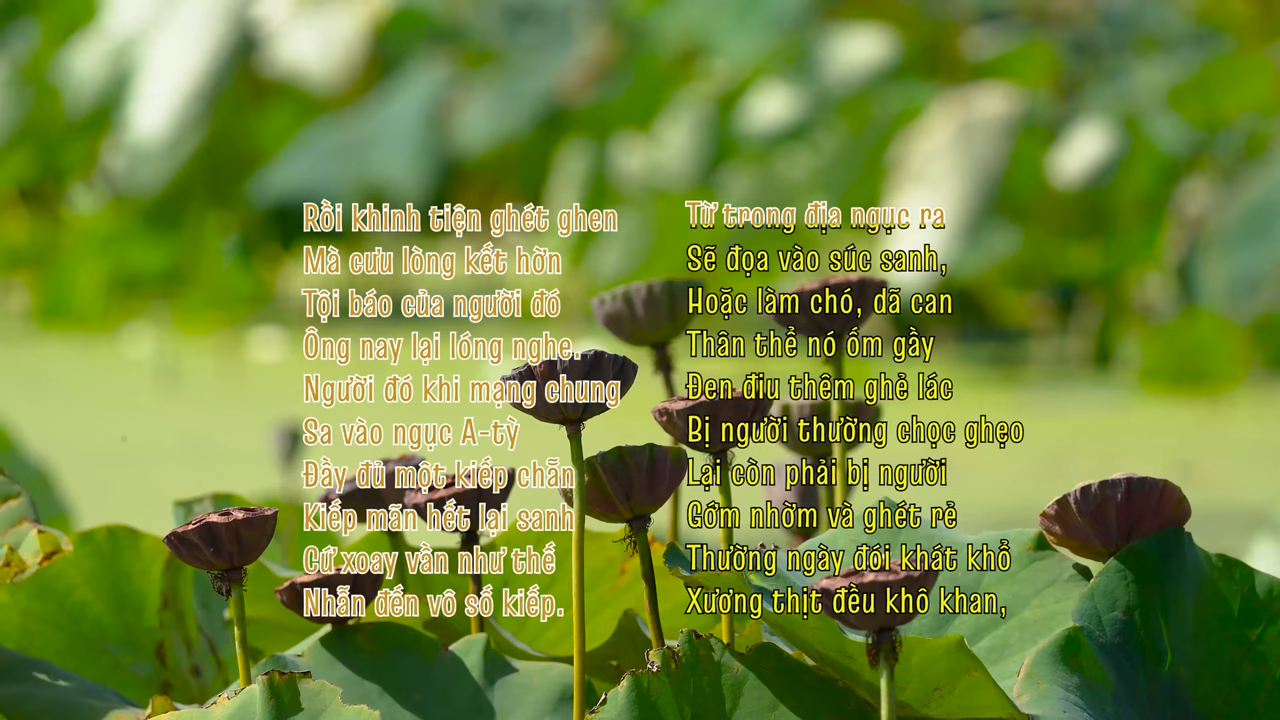 Rồi khinh tiện ghét ghen
Mà cưu lòng kết hờn
Tội báo của người đó
Ông nay lại lóng nghe.
Người đó khi mạng chung
Sa vào ngục A-tỳ
Đầy đủ một kiếp chẵn
Kiếp mãn hết lại sanh
Cứ xoay vần như thế
Nhẫn đến vô số kiếp.
Từ trong địa ngục ra
Sẽ đọa vào súc sanh,
Hoặc làm chó, dã can
Thân thể nó ốm gầy
Đen điu thêm ghẻ lác
Bị người thường chọc ghẹo
Lại còn phải bị người
Gớm nhờm và ghét rẻ
Thường ngày đói khát khổ
Xương thịt đều khô khan,